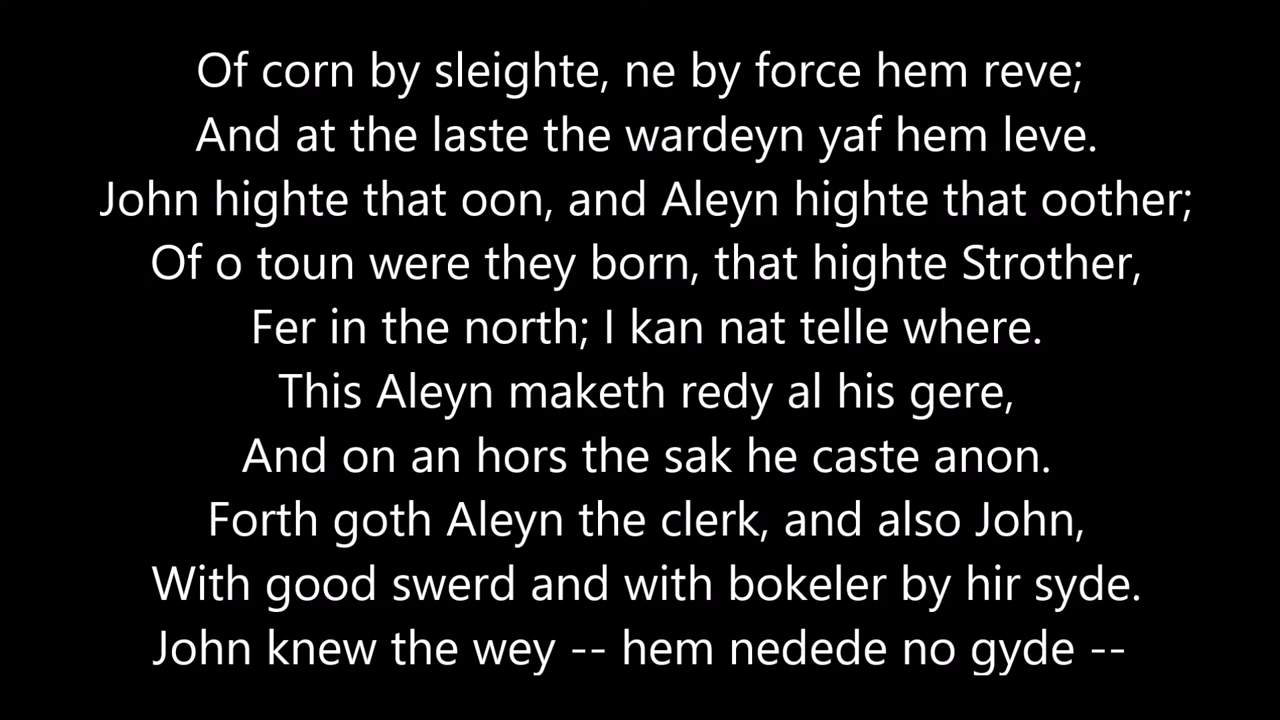 Of corn by sleighte, ne by force hem reve;
And at the laste the wardeyn yaf hem leve.
John highte that oon, and Aleyn highte that oother;
Of o toun were they born, that highte Strother,
Fer in the north; I kan nat telle where.
This Aleyn maketh redy al his gere,
And on an hors the sak he caste anon.
Forth goth Aleyn the clerk, and also John,
With good swerd and with bokeler by hir syde.
John knew the wey -- hem nedede no gyde --